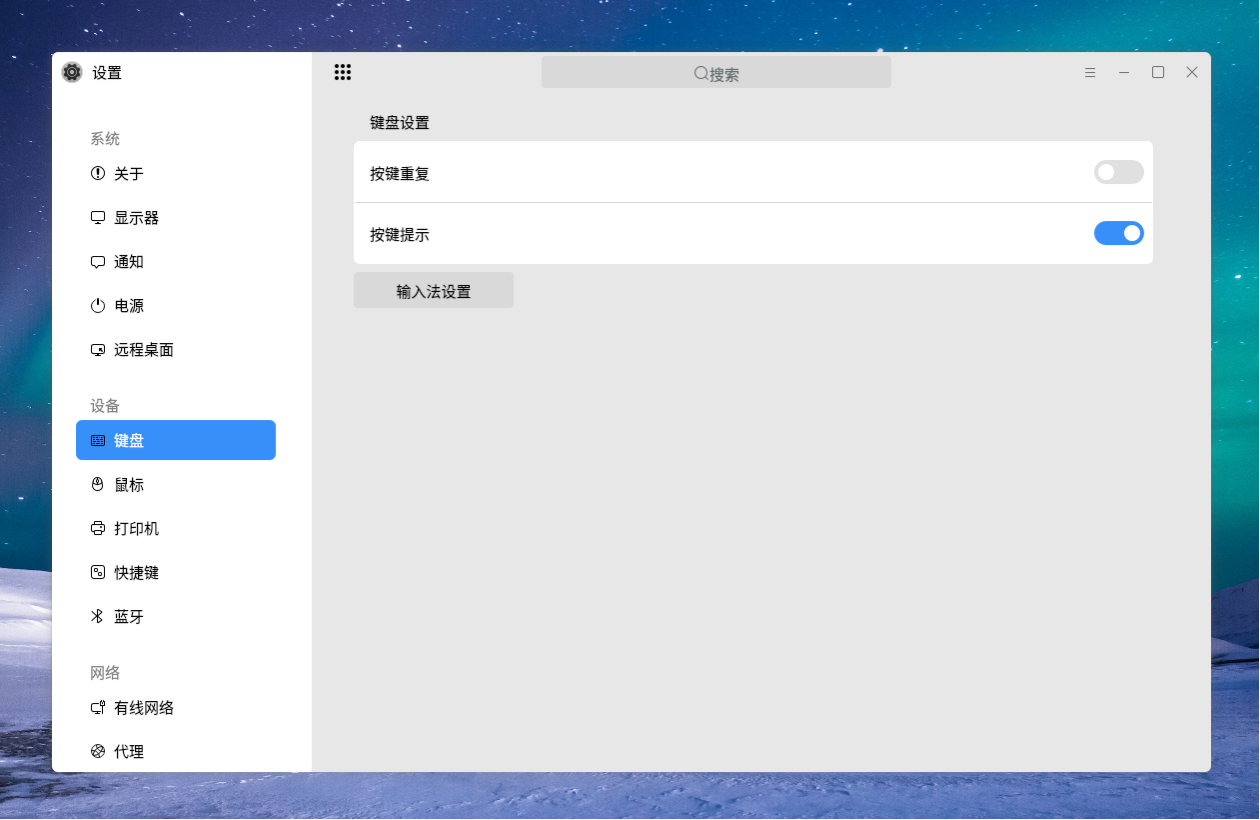 设置
系统
关于
显示器
通知
电源
远程桌面
设备
键盘
鼠标
打印机
快捷键
蓝牙
网络
有线网络
代理
搜索
键盘设置
按键重复
按键提示
输入法设置